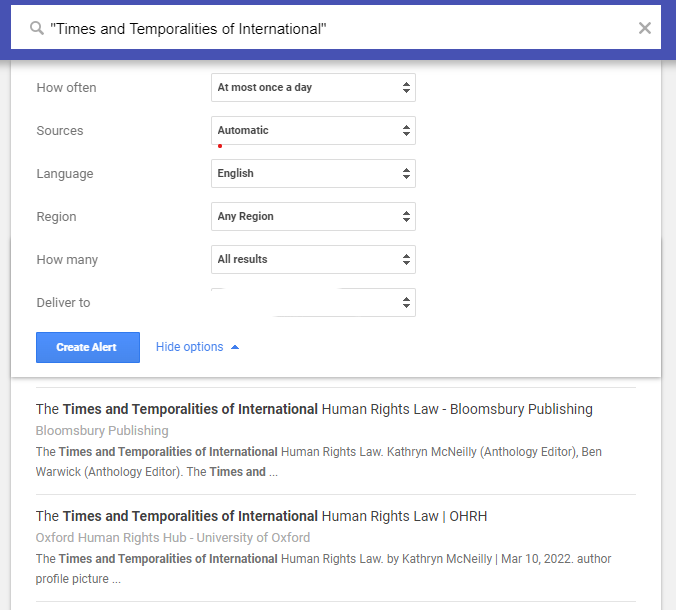 "Times and Temporalities of International"
How often At most once a day
Sources Automatic
Language English
Region Any Region
How many All results
Deliver to
Create Alert Hide options
The Times and Temporalities of International Human Rights Law - Bloomsbury Publishing
Bloomsbury Publishing
The Times and Temporalities of International Human Rights Law. Kathryn McNeilly (Anthology Editor), Ben
Warwick (Anthology Editor). The Times and ...
The Times and Temporalities of International Human Rights Law | OHRH
Oxford Human Rights Hub - University of Oxford
The Times and Temporalities of International Human Rights Law. by Kathryn McNeilly | Mar 10, 2022. author
profile picture ...